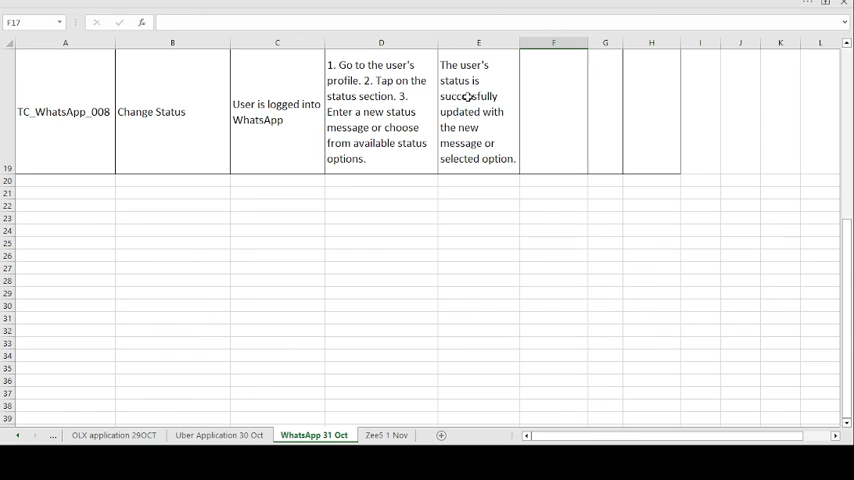 F17
fx
A B C D E F G H I J K L
TC_WhatsApp_008
Change Status
User is logged into
WhatsApp
1. Go to the user's
profile. 2. Tap on the
status section. 3.
Enter a new status
message or choose
from available status
options.
The user's
status is
successfully
updated with
the new
message or
selected option.
19
20
21
22
23
24
25
26
27
28
29
30
31
32
33
34
35
36
37
38
39
... OLX application 29OCT Uber Application 30 Oct WhatsApp 31 Oct Zee5 1 Nov